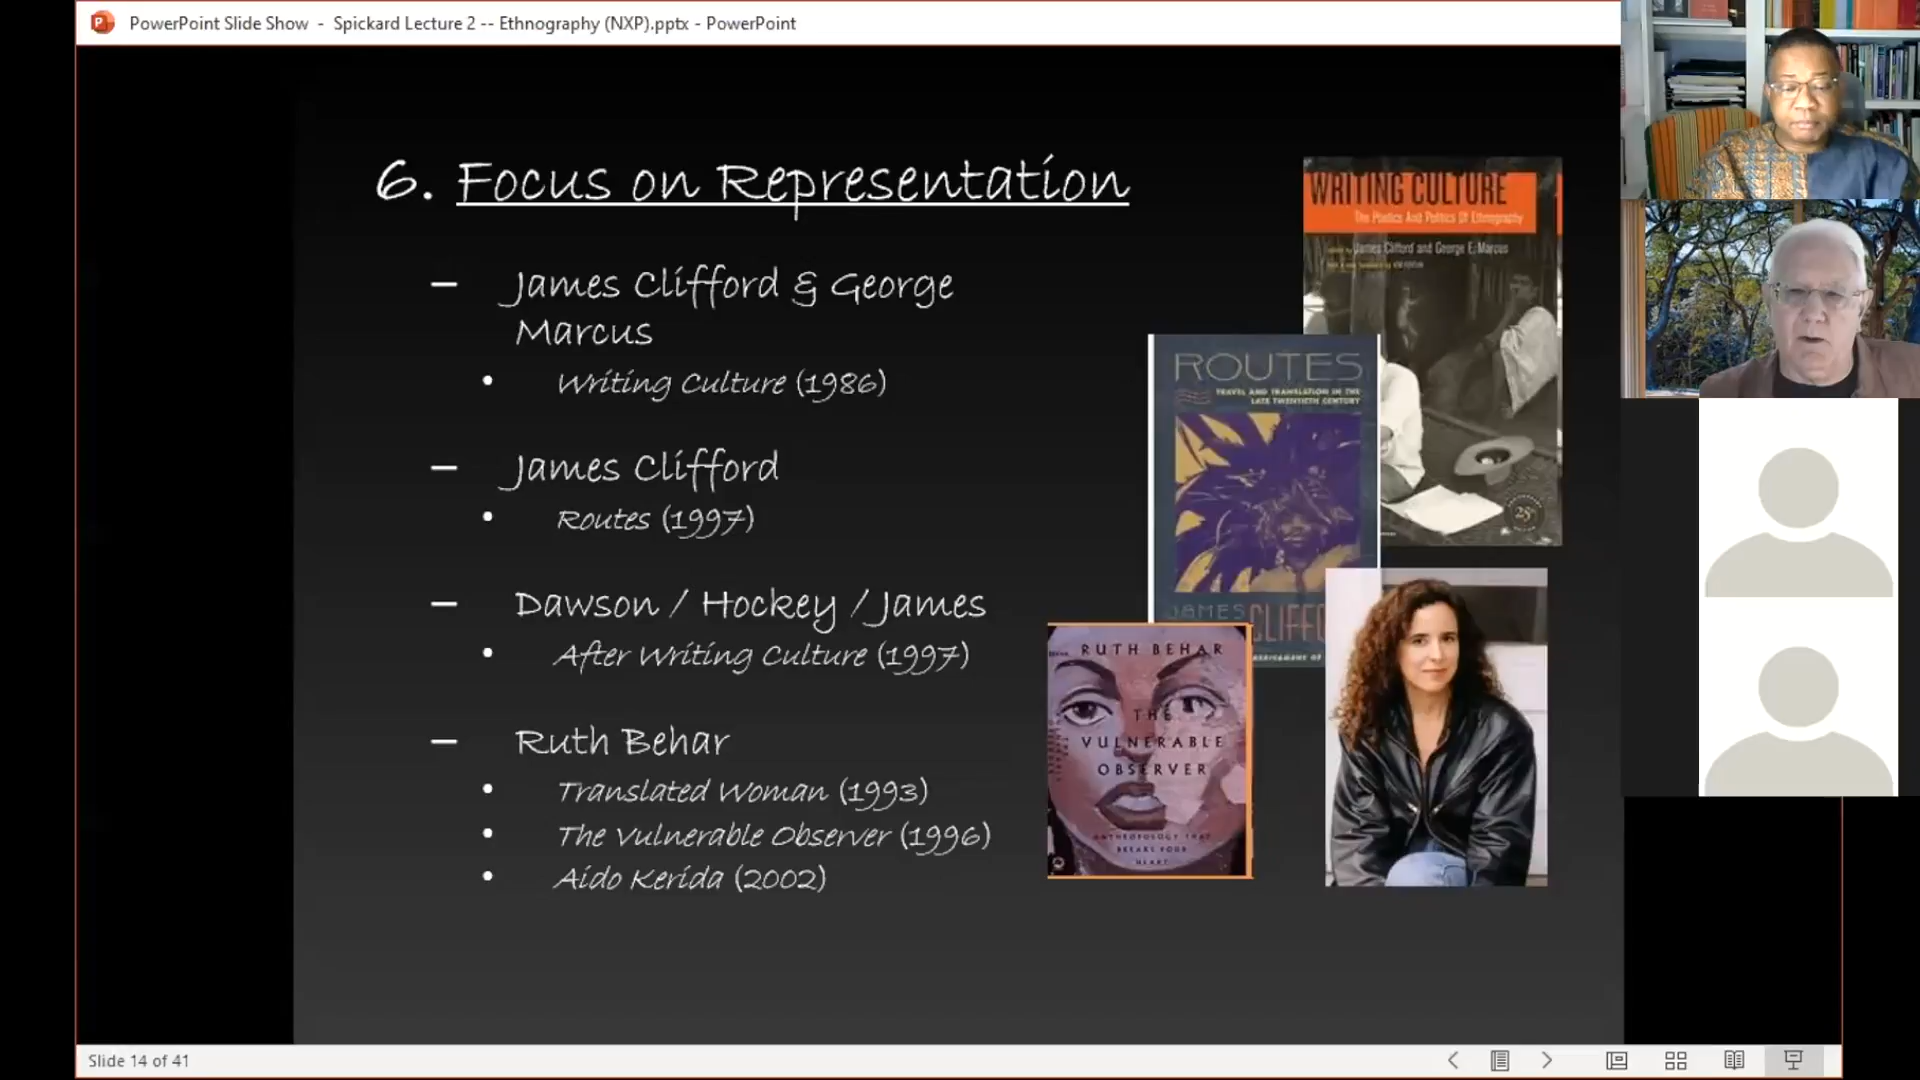 PowerPoint Slide Show - Spickard Lecture 2 -- Ethnography (NXP).pptx - PowerPoint
6. Focus on Representation
– James Clifford & George
Marcus
• Writing Culture (1986)
– James Clifford
• Routes (1997)
– Dawson / Hockey / James
• After Writing Culture (1997)
– Ruth Behar
• Translated Woman (1993)
• The Vulnerable Observer (1996)
• Aido Kerida (2002)
WRITING CULTURE
The Poetics And Politics Of Ethnography
James Clifford and George E. Marcus
25
ROUTES
TRAVEL AND TRANSLATION IN THE
LATE TWENTIETH CENTURY
JAMES CLIFFO
RUTH BEHAR
THE
VULNERABLE
OBSERVER
ANTHROPOLOGY THAT
BREAKS YOUR
HEART
Slide 14 of 41